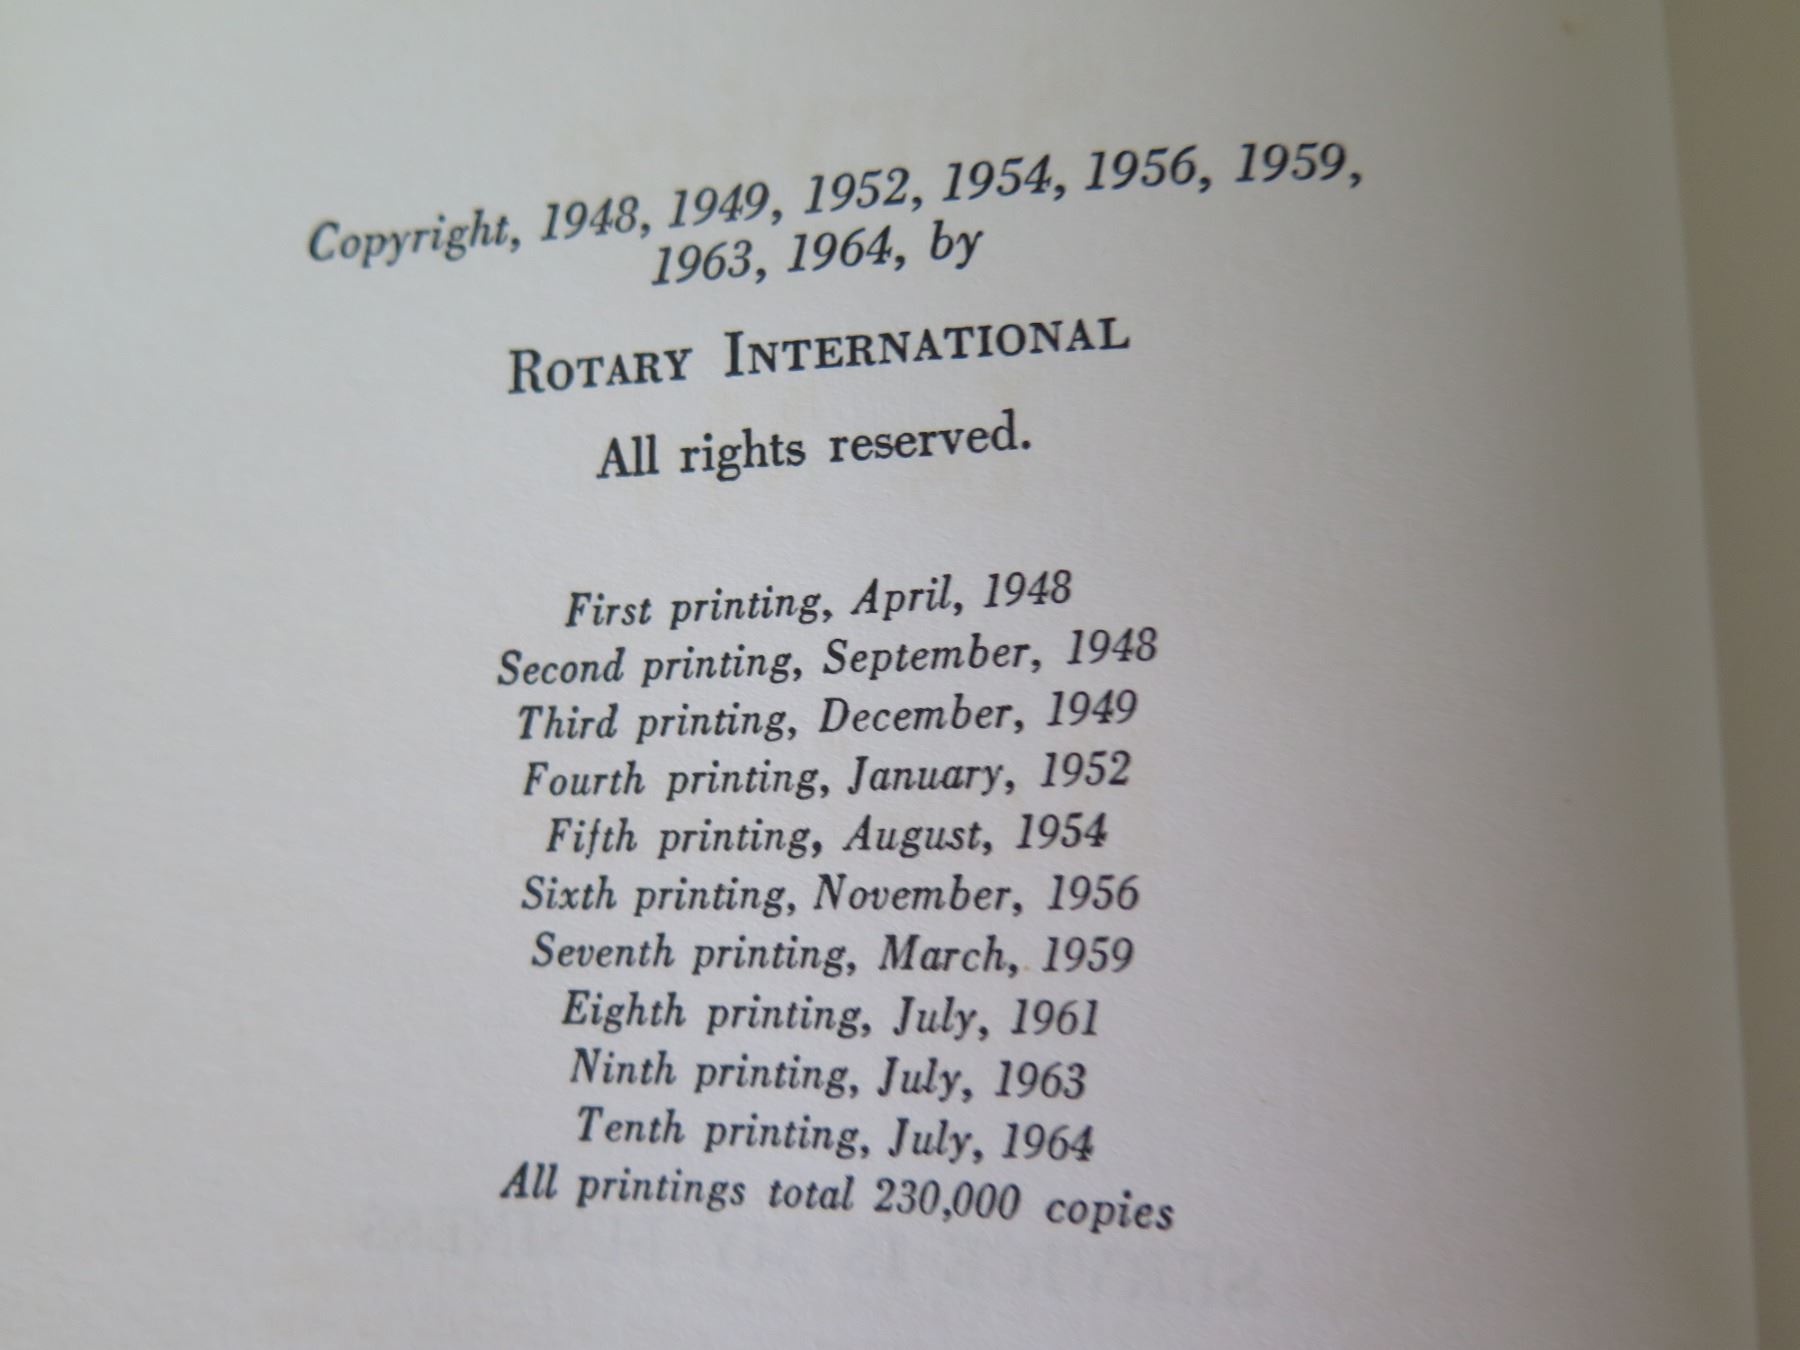 Copyright, 1948, 1949, 1952, 1954, 1956, 1959,
1963, 1964, by
ROTARY INTERNATIONAL
All rights reserved.
First printing, April, 1948
Second printing, September, 1948
Third printing, December, 1949
Fourth printing, January, 1952
Fifth printing, August, 1954
Sixth printing, November, 1956
Seventh printing, March, 1959
Eighth printing, July, 1961
Ninth printing, July, 1963
Tenth printing, July, 1964
All printings total 230,000 copies